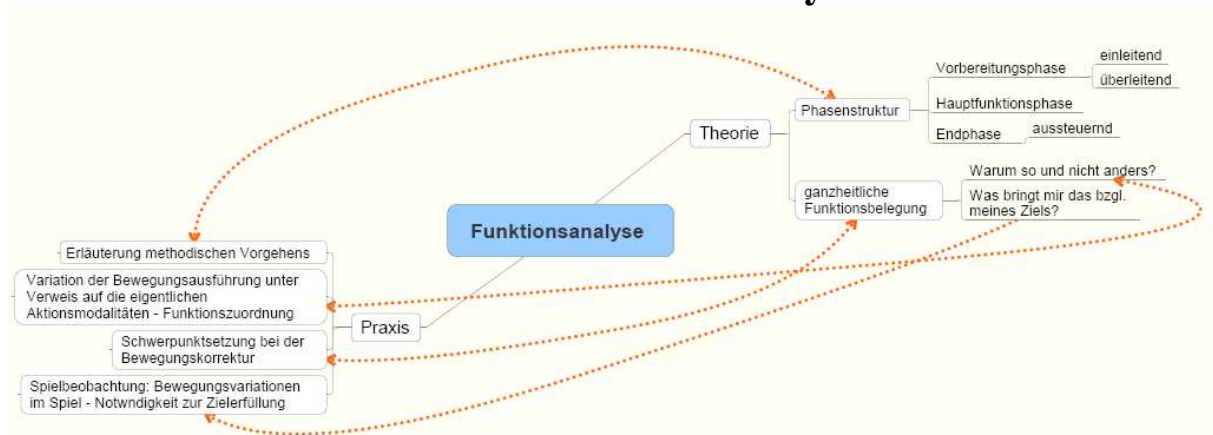 y
einleitend
Vorbereitungsphase
überleitend
Phasenstruktur
Hauptfunktionsphase
Theorie
Endphase
aussteuernd
Warum so und nicht anders?
ganzheitliche
Funktionsbelegung
Was bringt mir das bzgl.
meines Ziels?
Funktionsanalyse
Erläuterung methodischen Vorgehens
Variation der Bewegungsausführung unter
Verweis auf die eigentlichen
Aktionsmodalitäten - Funktionszuordnung
Praxis
Schwerpunktsetzung bei der
Bewegungskorrektur
Spielbeobachtung: Bewegungsvariationen
im Spiel - Notwndigkeit zur Zielerfüllung